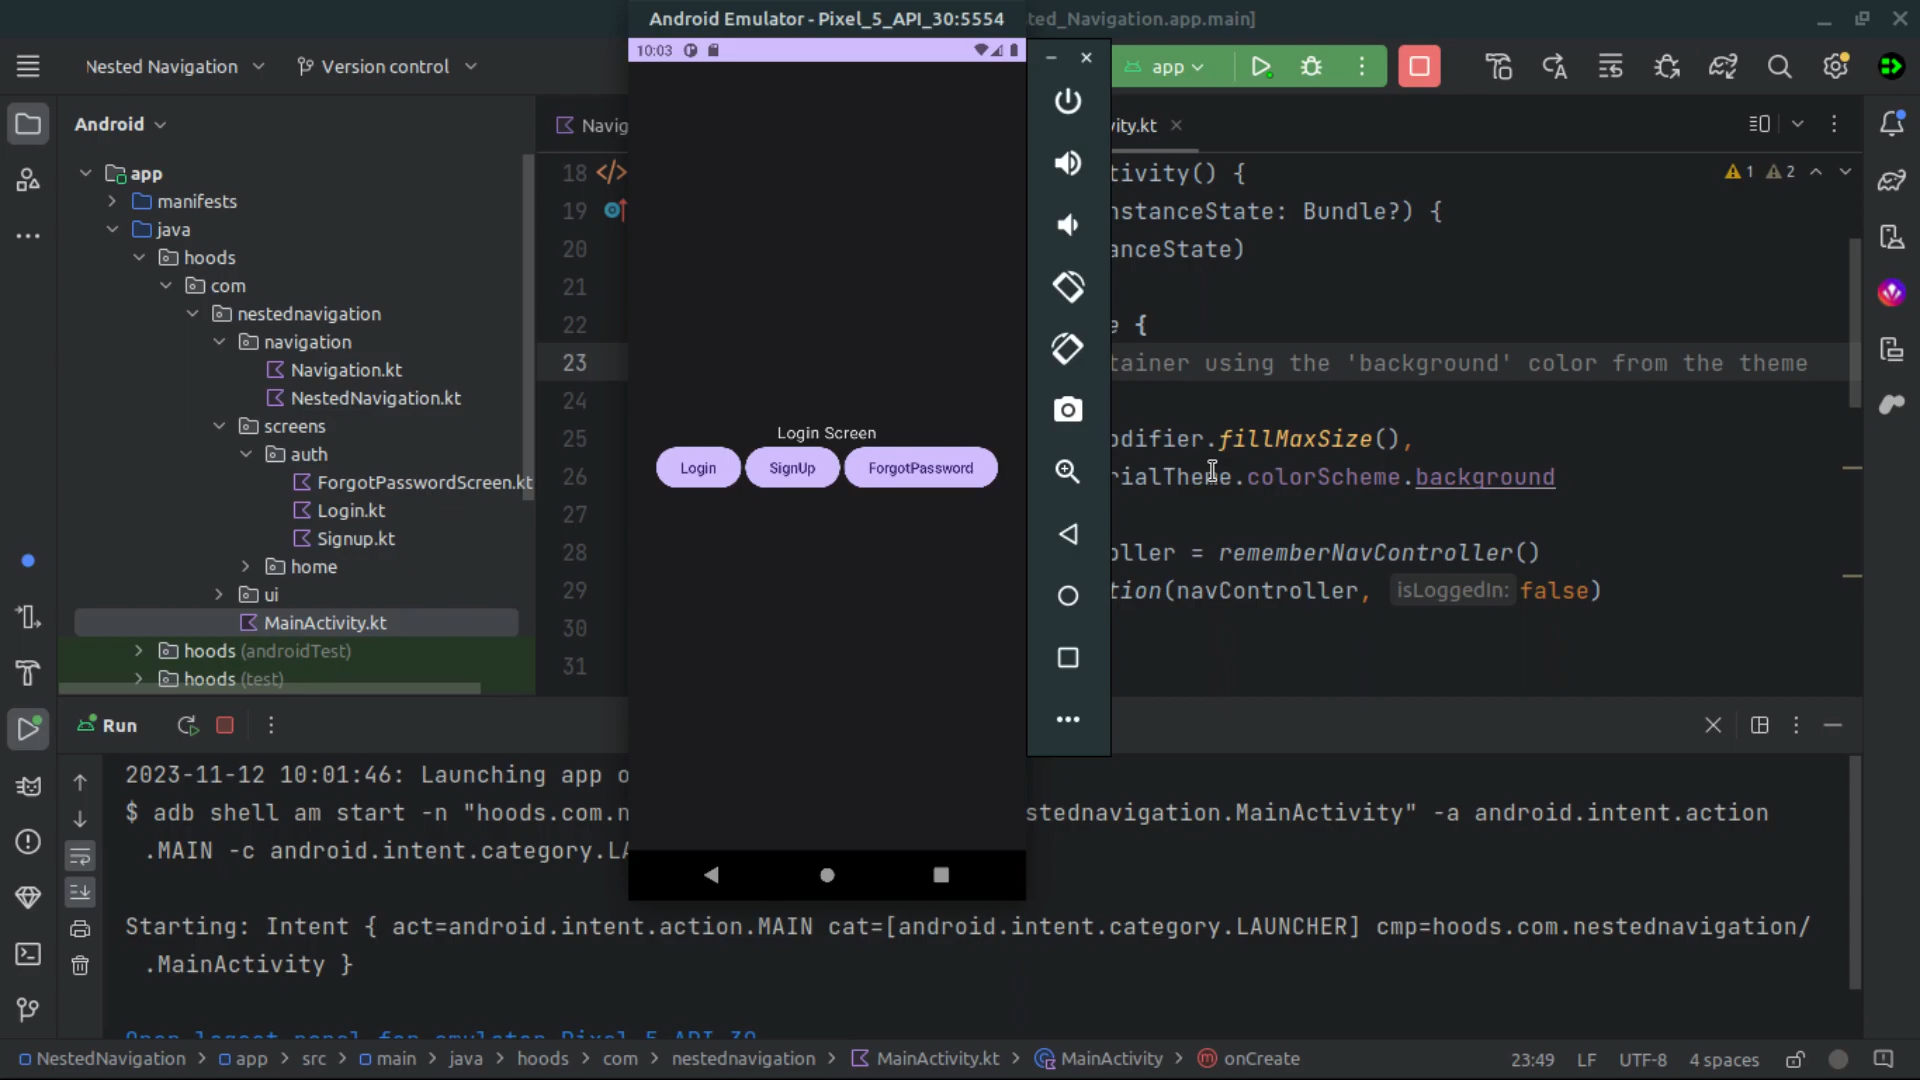 Android Emulator - Pixel_5_API_30:5554
ted_Navigation.app.main]
Nested Navigation
Version control
10:03
app
Android
Navig
ivity.kt
app
manifests
java
hoods
com
nestednavigation
navigation
Navigation.kt
NestedNavigation.kt
screens
auth
ForgotPasswordScreen.kt
Login.kt
Signup.kt
home
ui
MainActivity.kt
hoods (androidTest)
hoods (test)
Login Screen
Login
SignUp
ForgotPassword
1 2
18 tivity() {
19 nstanceState: Bundle?) {
20 anceState)
21
22 e {
23 tainer using the 'background' color from the theme
24
25 odifier.fillMaxSize(),
26 rialTheme.colorScheme.background
27
28 oller = rememberNavController()
29 tion(navController, isLoggedIn: false)
30
31
Run
2023-11-12 10:01:46: Launching app o
$ adb shell am start -n "hoods.com.n stednavigation.MainActivity" -a android.intent.action
.MAIN -c android.intent.category.LA
Starting: Intent { act=android.intent.action.MAIN cat=[android.intent.category.LAUNCHER] cmp=hoods.com.nestednavigation/
.MainActivity }
NestedNavigation > app > src > main > java > hoods > com > nestednavigation > MainActivity.kt > MainActivity > onCreate
23:49 LF UTF-8 4 spaces